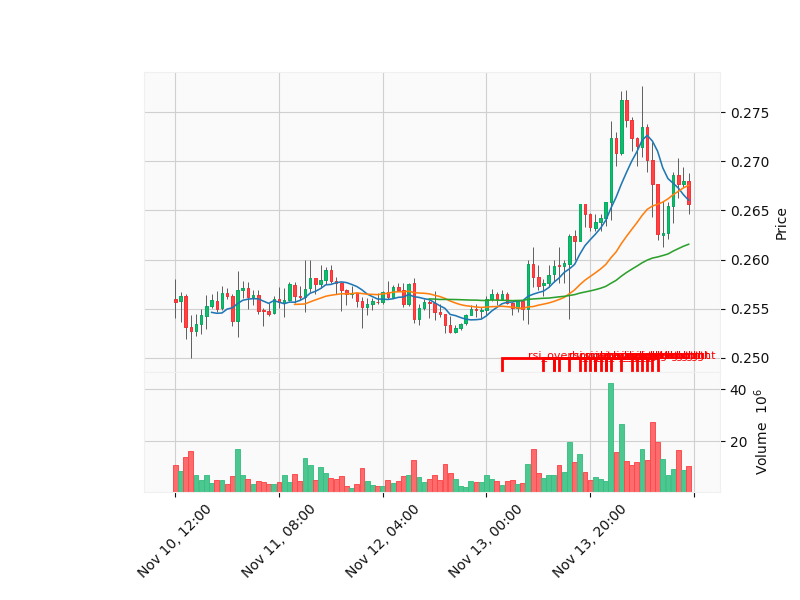 0.275
0.270
0.265
0.260
0.255
0.250
Price
40
20
Volume 10^6
Nov 10, 12:00
Nov 11, 08:00
Nov 12, 04:00
Nov 13, 00:00
Nov 13, 20:00